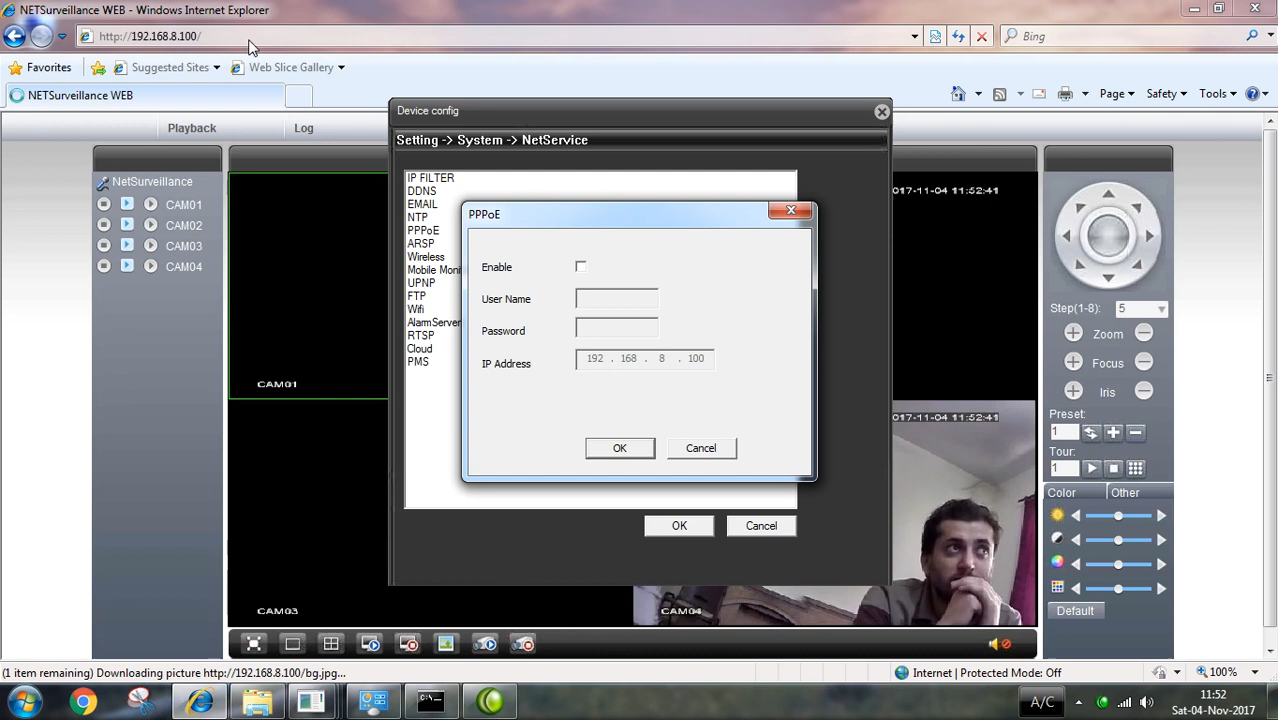 NETSurveillance WEB - Windows Internet Explorer
http://192.168.8.100/
Bing
Favorites
Suggested Sites
Web Slice Gallery
NETSurveillance WEB
Page
Safety
Tools
Playback
Log
Device config
Setting -> System -> NetService
NetSurveillance
CAM01
CAM02
CAM03
CAM04
IP FILTER
DDNS
EMAIL
NTP
PPPoE
ARSP
Wireless
Mobile Moni
UPNP
FTP
Wifi
AlarmServer
RTSP
Cloud
PMS
PPPoE
Enable
User Name
Password
IP Address
192 . 168 . 8 . 100
OK
Cancel
OK
Cancel
2017-11-04 11:52:41
2017-11-04 11:52:41
CAM01
CAM03
CAM04
Step(1-8):
5
Zoom
Focus
Iris
Preset:
1
Tour:
1
Color
Other
Default
(1 item remaining) Downloading picture http://192.168.8.100/bg.jpg...
Internet | Protected Mode: Off
100%
A/C
11:52
Sat-04-Nov-2017